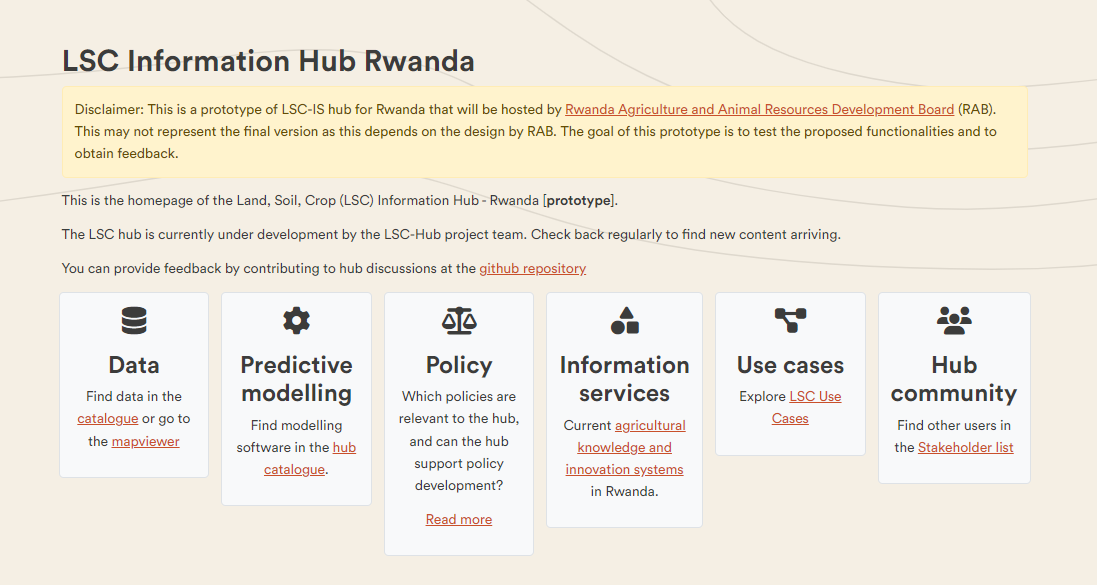 LSC Information Hub Rwanda
Disclaimer: This is a prototype of LSC-IS hub for Rwanda that will be hosted by Rwanda Agriculture and Animal Resources Development Board (RAB).
This may not represent the final version as this depends on the design by RAB. The goal of this prototype is to test the proposed functionalities and to
obtain feedback.
This is the homepage of the Land, Soil, Crop (LSC) Information Hub - Rwanda [prototype].
The LSC hub is currently under development by the LSC-Hub project team. Check back regularly to find new content arriving.
You can provide feedback by contributing to hub discussions at the github repository
Data
Find data in the
catalogue or go to
the mapviewer
Predictive
modelling
Find modelling
software in the hub
catalogue.
Policy
Which policies are
relevant to the hub,
and can the hub
support policy
development?
Read more
Information
services
Current agricultural
knowledge and
innovation systems
in Rwanda.
Use cases
Explore LSC Use
Cases
Hub
community
Find other users in
the Stakeholder list